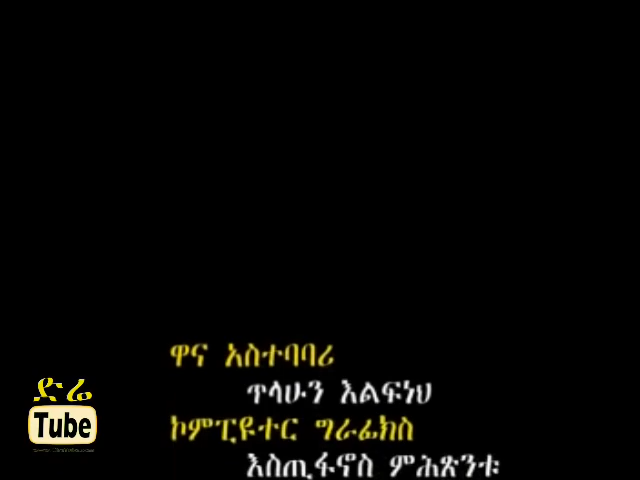 ዋና አስተባባሪ
ጥላሁን እልፍነህ
ኮምፒዩተር ግራፊክስ
እስጢፋኖስ ምሕጽንቱ
ድሬ
Tube